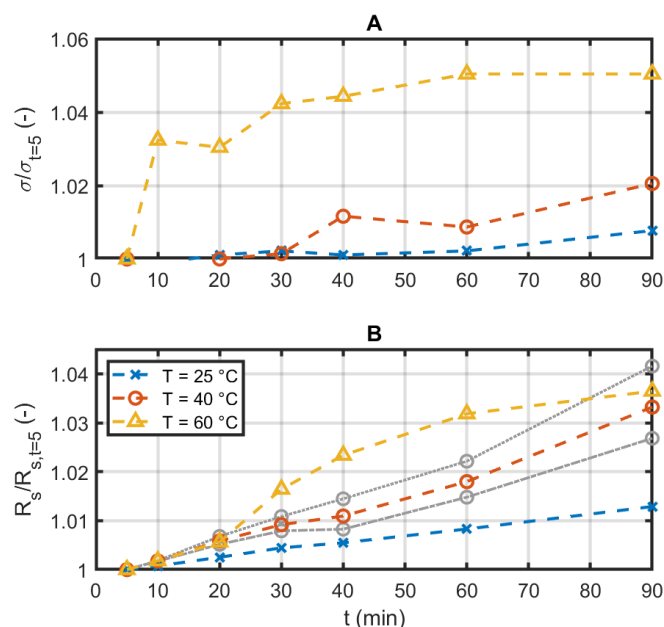 A
σ/σt=5 (-)
1.06
1.04
1.02
1
0 10 20 30 40 50 60 70 80 90
B
Rs/Rs,t=5 (-)
1.04
1.03
1.02
1.01
1
T = 25 °C
T = 40 °C
T = 60 °C
0 10 20 30 40 50 60 70 80 90
t (min)